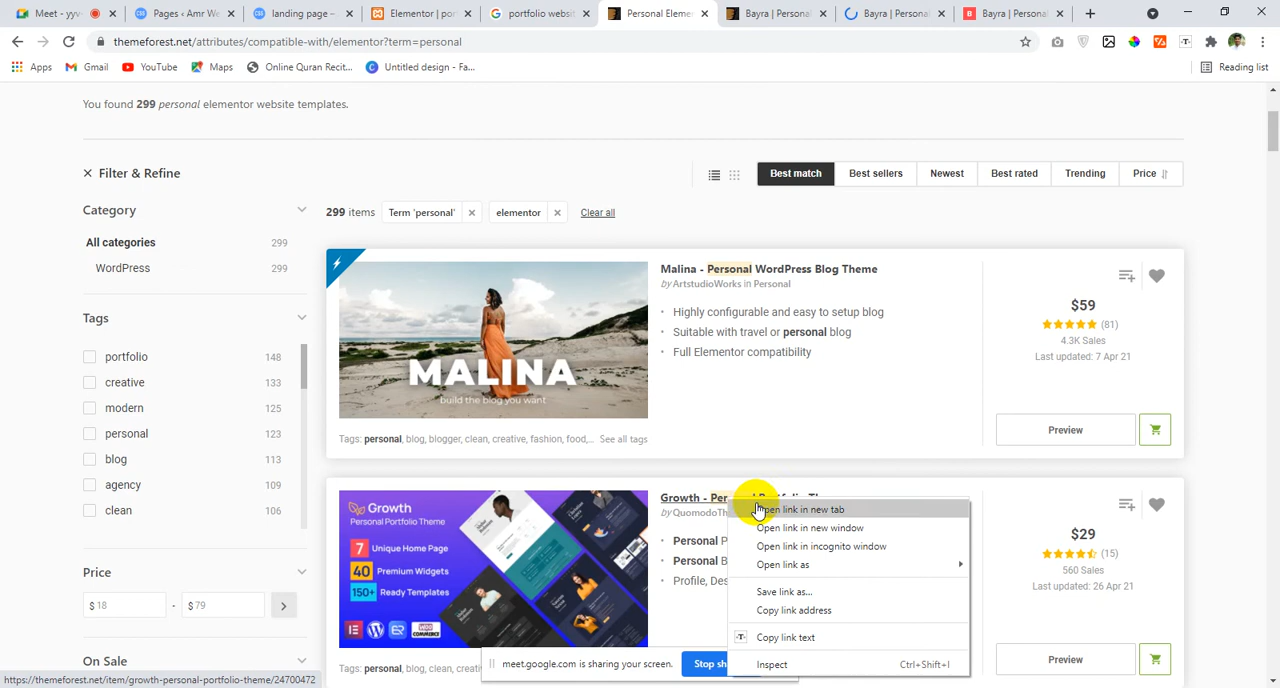 Meet - yyv-
Pages ‹ Amr W
landing page –
Elementor | po
portfolio websit
Personal Eleme
Bayra | Personal
Bayra | Personal
Bayra | Persona
themeforest.net/attributes/compatible-with/elementor?term=personal
Apps
Gmail
YouTube
Maps
Online Quran Recit...
Untitled design - Fa...
Reading list
You found 299 personal elementor website templates.
Filter & Refine
Best match
Best sellers
Newest
Best rated
Trending
Price
Category
299 items
Term 'personal'
elementor
Clear all
All categories 299
WordPress 299
Tags
portfolio 148
creative 133
modern 125
personal 123
blog 113
agency 109
clean 106
Price
$ 18 - $ 79
On Sale
MALINA
build the blog you want
Malina - Personal WordPress Blog Theme
by ArtstudioWorks in Personal
• Highly configurable and easy to setup blog
• Suitable with travel or personal blog
• Full Elementor compatibility
Tags: personal, blog, blogger, clean, creative, fashion, food,... See all tags
$59
(81)
4.3K Sales
Last updated: 7 Apr 21
Preview
Growth
Personal Portfolio Theme
7 Unique Home Page
40 Premium Widgets
150+ Ready Templates
WOO COMMERCE
Growth - Per
by QuomodoTh
• Personal P
• Personal B
• Profile, Des
Tags: personal, blog, clean, creati
$29
(15)
560 Sales
Last updated: 26 Apr 21
Preview
Open link in new tab
Open link in new window
Open link in incognito window
Open link as
Save link as...
Copy link address
Copy link text
Inspect Ctrl+Shift+I
meet.google.com is sharing your screen.
Stop sh
https://themeforest.net/item/growth-personal-portfolio-theme/24700472